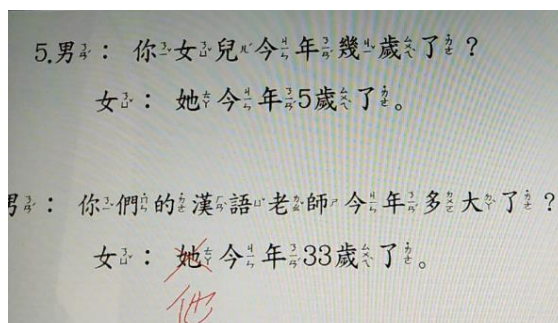 5.男：你女兒今年幾歲了？
女：她今年5歲了。
男：你們的漢語老師今年多大了？
女：她今年33歲了。
他